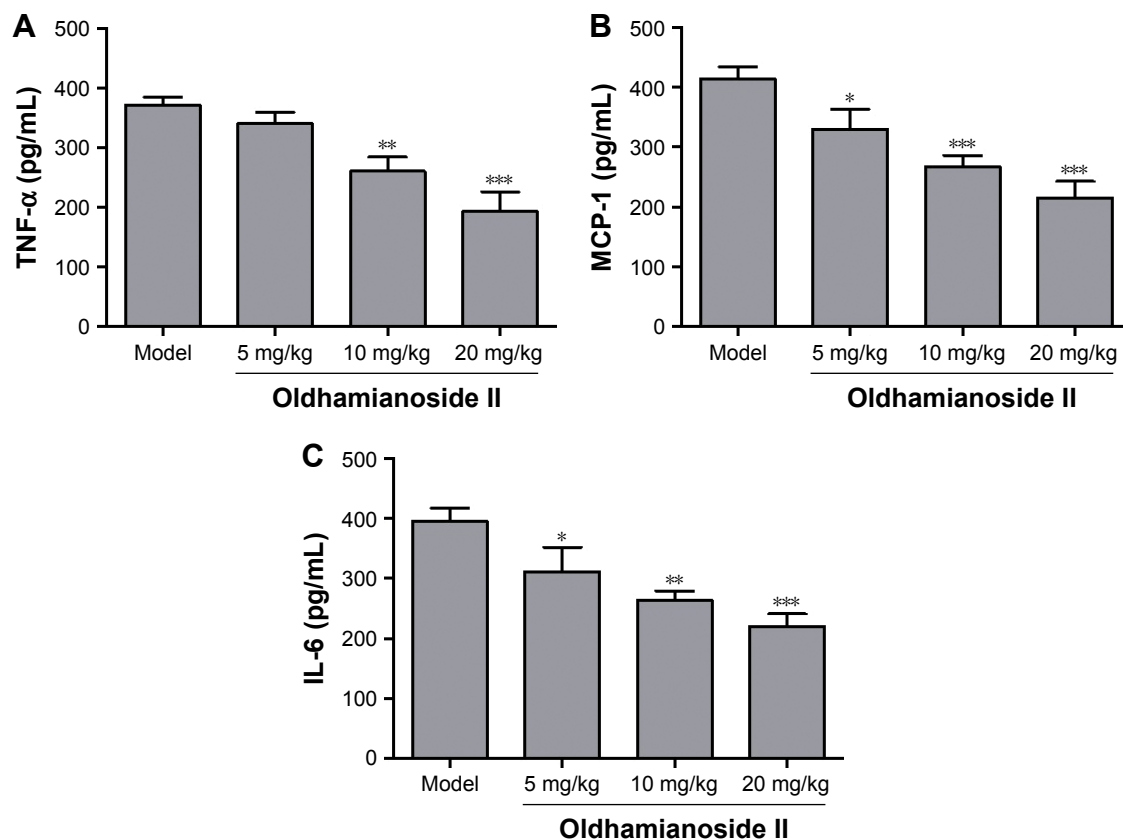 A
TNF-α (pg/mL)
500
400
300
200
100
0
**
***
Model
5 mg/kg
10 mg/kg
20 mg/kg
Oldhamianoside II
B
MCP-1 (pg/mL)
500
400
300
200
100
0
*
***
***
Model
5 mg/kg
10 mg/kg
20 mg/kg
Oldhamianoside II
C
IL-6 (pg/mL)
500
400
300
200
100
0
*
**
***
Model
5 mg/kg
10 mg/kg
20 mg/kg
Oldhamianoside II